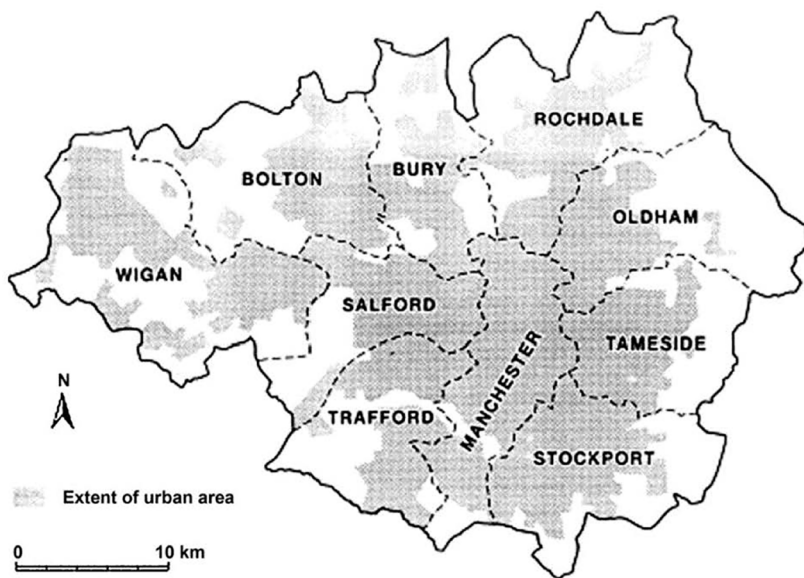 ROCHDALE
BOLTON
BURY
OLDHAM
WIGAN
SALFORD
TAMESIDE
MANCHESTER
TRAFFORD
STOCKPORT
N
Extent of urban area
0 10 km